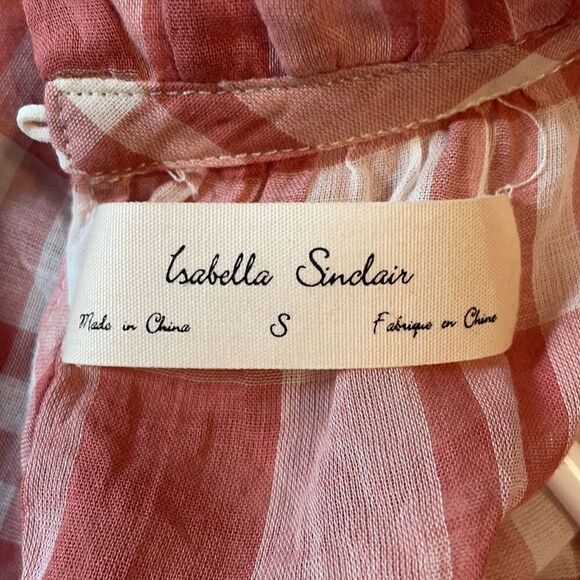 Isabella Sinclair
Made in China S Fabrique en Chine